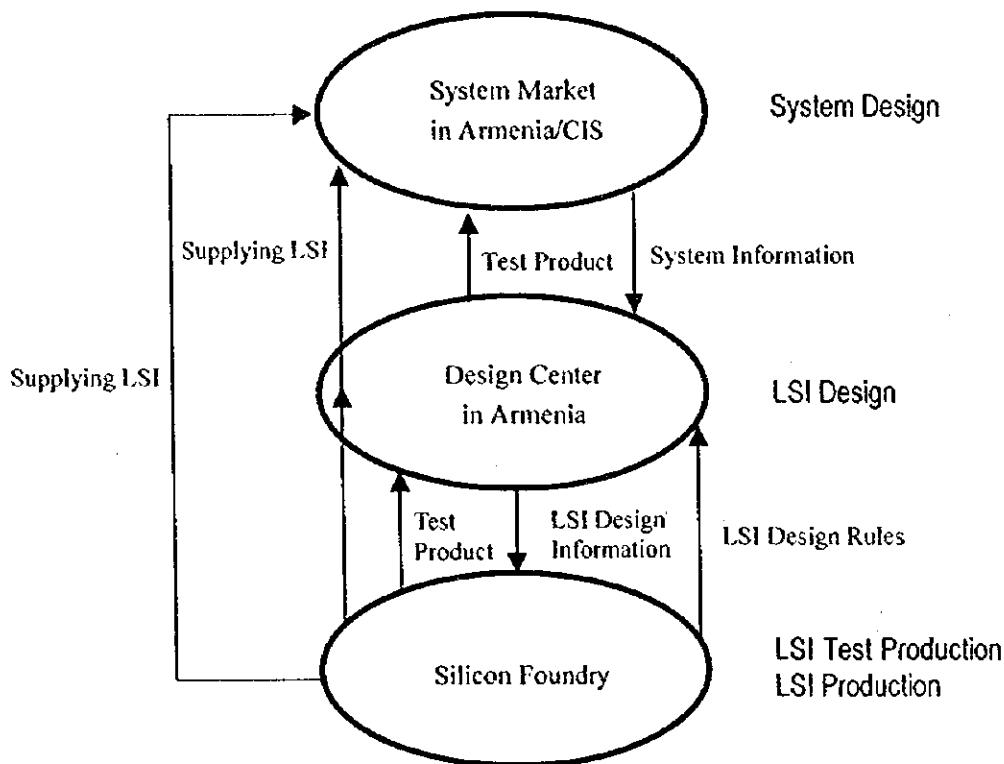 System Market
in Armenia/CIS
System Design
Supplying LSI
Test Product
System Information
Supplying LSI
Design Center
in Armenia
LSI Design
Test
Product
LSI Design
Information
LSI Design Rules
Silicon Foundry
LSI Test Production
LSI Production